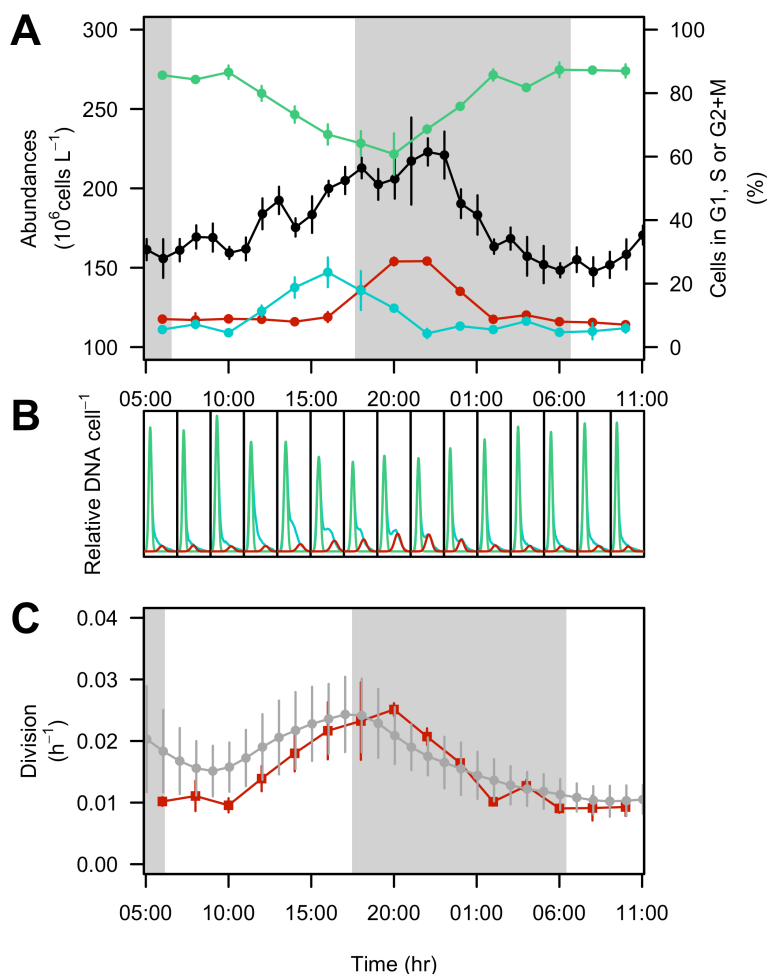 A
300
250
200
150
100
Abundances
(10⁶cells L⁻¹)
100
80
60
40
20
0
Cells in G1, S or G2+M
(%)
05:00 10:00 15:00 20:00 01:00 06:00 11:00
B
Relative DNA cell⁻¹
C
0.04
0.03
0.02
0.01
0.00
Division
(h⁻¹)
05:00 10:00 15:00 20:00 01:00 06:00 11:00
Time (hr)